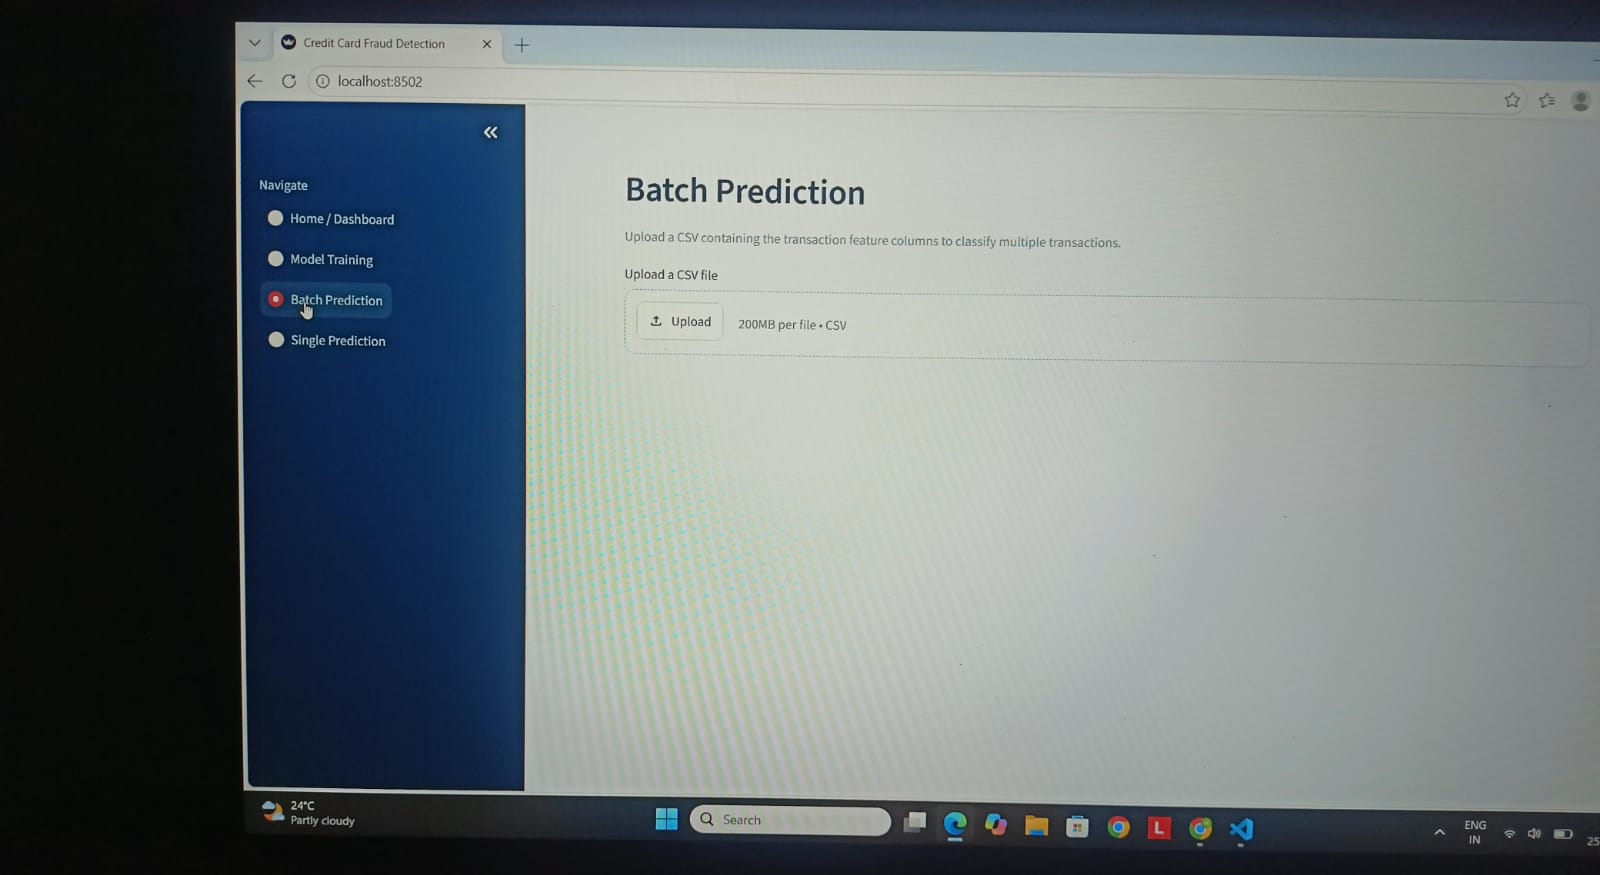 Credit Card Fraud Detection
localhost:8502
Navigate
Home / Dashboard
Model Training
Batch Prediction
Single Prediction
Batch Prediction
Upload a CSV containing the transaction feature columns to classify multiple transactions.
Upload a CSV file
Upload
200MB per file • CSV
24°C
Partly cloudy
Search
L
ENG
IN
25